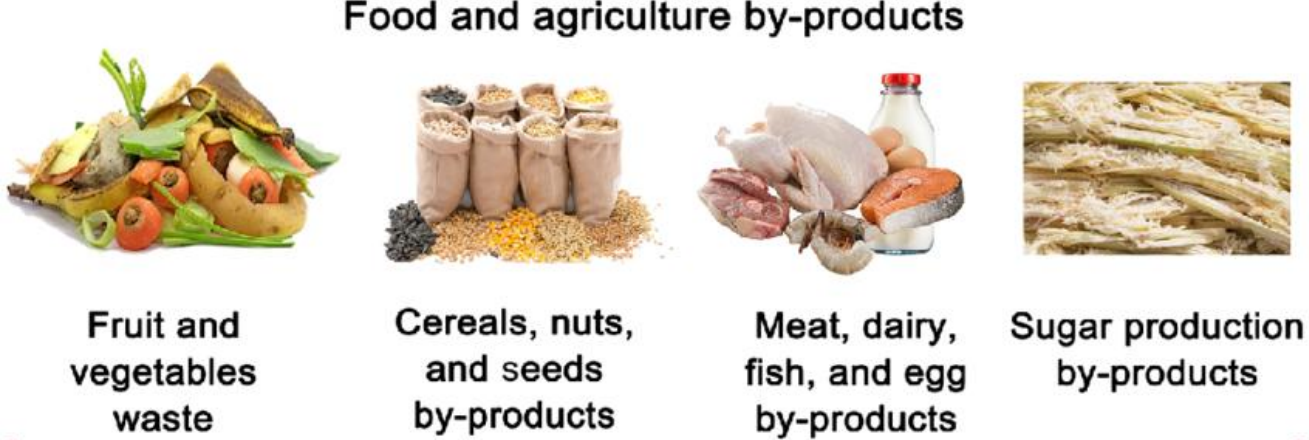 Food and agriculture by-products
Fruit and
vegetables
waste
Cereals, nuts,
and seeds
by-products
Meat, dairy,
fish, and egg
by-products
Sugar production
by-products